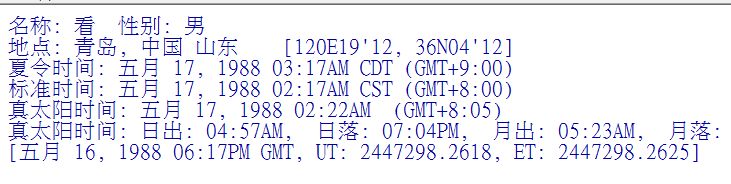 名称: 看 性别: 男
地点: 青岛, 中国 山东 [120E19'12, 36N04'12]
夏令时间: 五月 17, 1988 03:17AM CDT (GMT+9:00)
标准时间: 五月 17, 1988 02:17AM CST (GMT+8:00)
真太阳时间: 五月 17, 1988 02:22AM (GMT+8:05)
真太阳时间: 日出: 04:57AM, 日落: 07:04PM, 月出: 05:23AM, 月落:
[五月 16, 1988 06:17PM GMT, UT: 2447298.2618, ET: 2447298.2625]